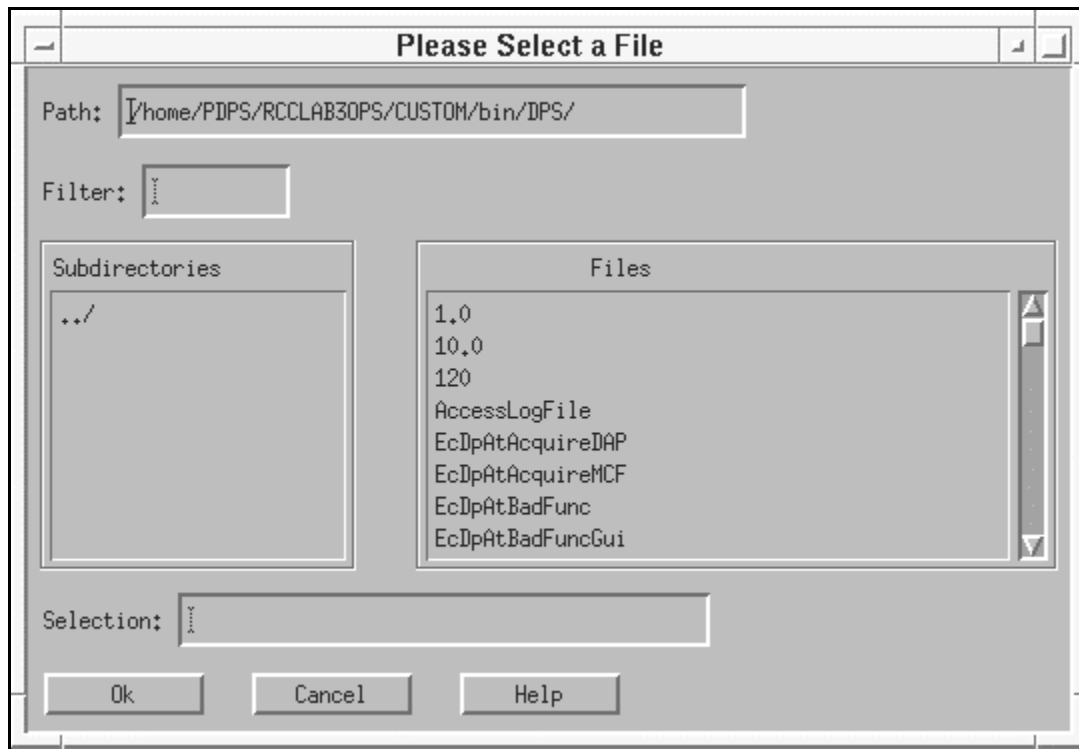 Please Select a File
Path: /home/PDPS/RCCLAB3OPS/CUSTOM/bin/DPS/
Filter:
Subdirectories
../
Files
1.0
10.0
120
AccessLogFile
EcDpAtAcquireDAP
EcDpAtAcquireMCF
EcDpAtBadFunc
EcDpAtBadFuncGui
Selection:
Ok Cancel Help